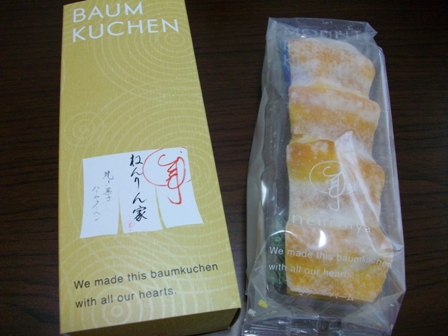 BAUM
KUCHEN
ねんりん家
We made this baumkuchen
with all our hearts.
We made this baumkuchen
with all our hearts.